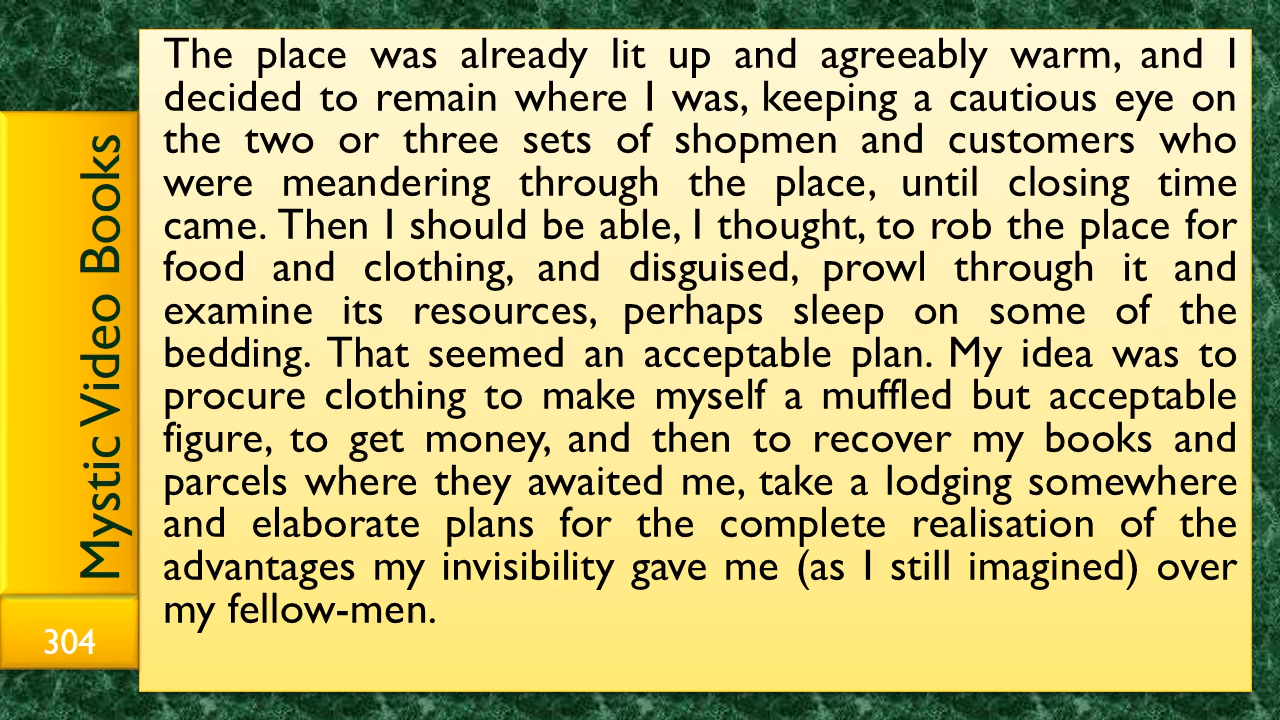 The place was already lit up and agreeably warm, and I
decided to remain where I was, keeping a cautious eye on
the two or three sets of shopmen and customers who
were meandering through the place, until closing time
came. Then I should be able, I thought, to rob the place for
food and clothing, and disguised, prowl through it and
examine its resources, perhaps sleep on some of the
bedding. That seemed an acceptable plan. My idea was to
procure clothing to make myself a muffled but acceptable
figure, to get money, and then to recover my books and
parcels where they awaited me, take a lodging somewhere
and elaborate plans for the complete realisation of the
advantages my invisibility gave me (as I still imagined) over
my fellow-men.
Mystic Video Books
304